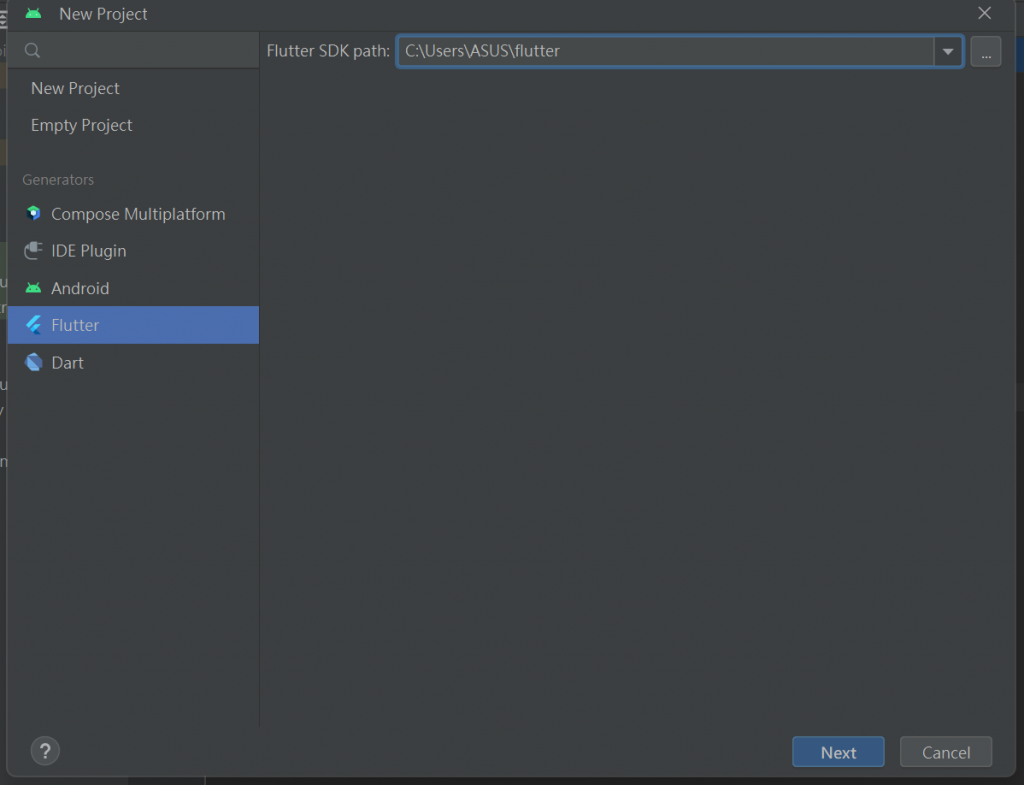 New Project
Flutter SDK path: C:\Users\ASUS\flutter ...
New Project
Empty Project
Generators
Compose Multiplatform
IDE Plugin
Android
Flutter
Dart
? Next Cancel